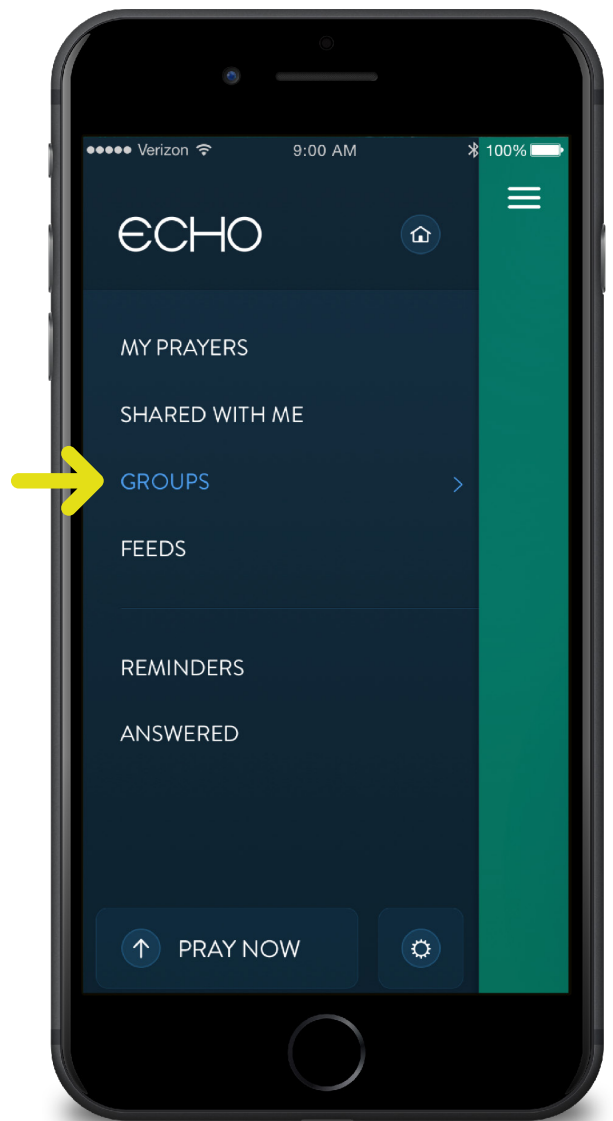 Verizon 9:00 AM 100%
ECHO
MY PRAYERS
SHARED WITH ME
GROUPS
FEEDS
REMINDERS
ANSWERED
PRAY NOW